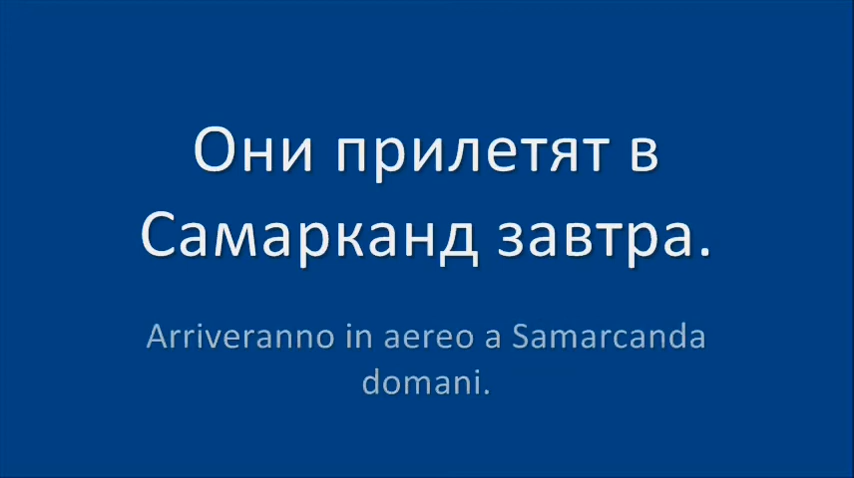 Они прилетят в
Самарканд завтра.
Arriveranno in aereo a Samarcanda
domani.